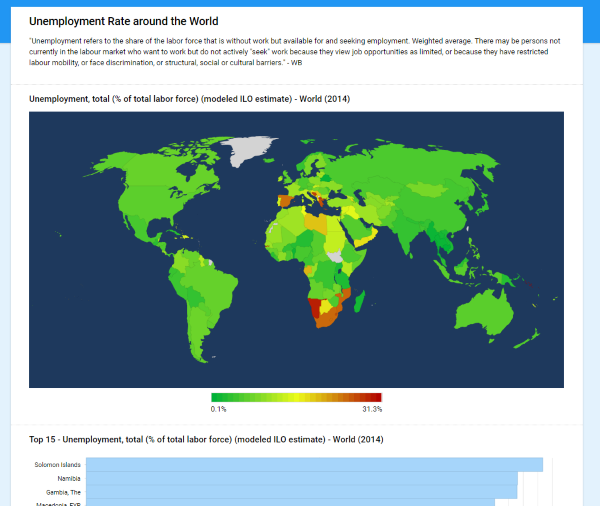 Unemployment Rate around the World
"Unemployment refers to the share of the labor force that is without work but available for and seeking employment. Weighted average. There may be persons not
currently in the labour market who want to work but do not actively "seek" work because they view job opportunities as limited, or because they have restricted
labour mobility, or face discrimination, or structural, social or cultural barriers." - WB
Unemployment, total (% of total labor force) (modeled ILO estimate) - World (2014)
0.1% 31.3%
Top 15 - Unemployment, total (% of total labor force) (modeled ILO estimate) - World (2014)
Solomon Islands
Namibia
Gambia, The
Macedonia, FYR